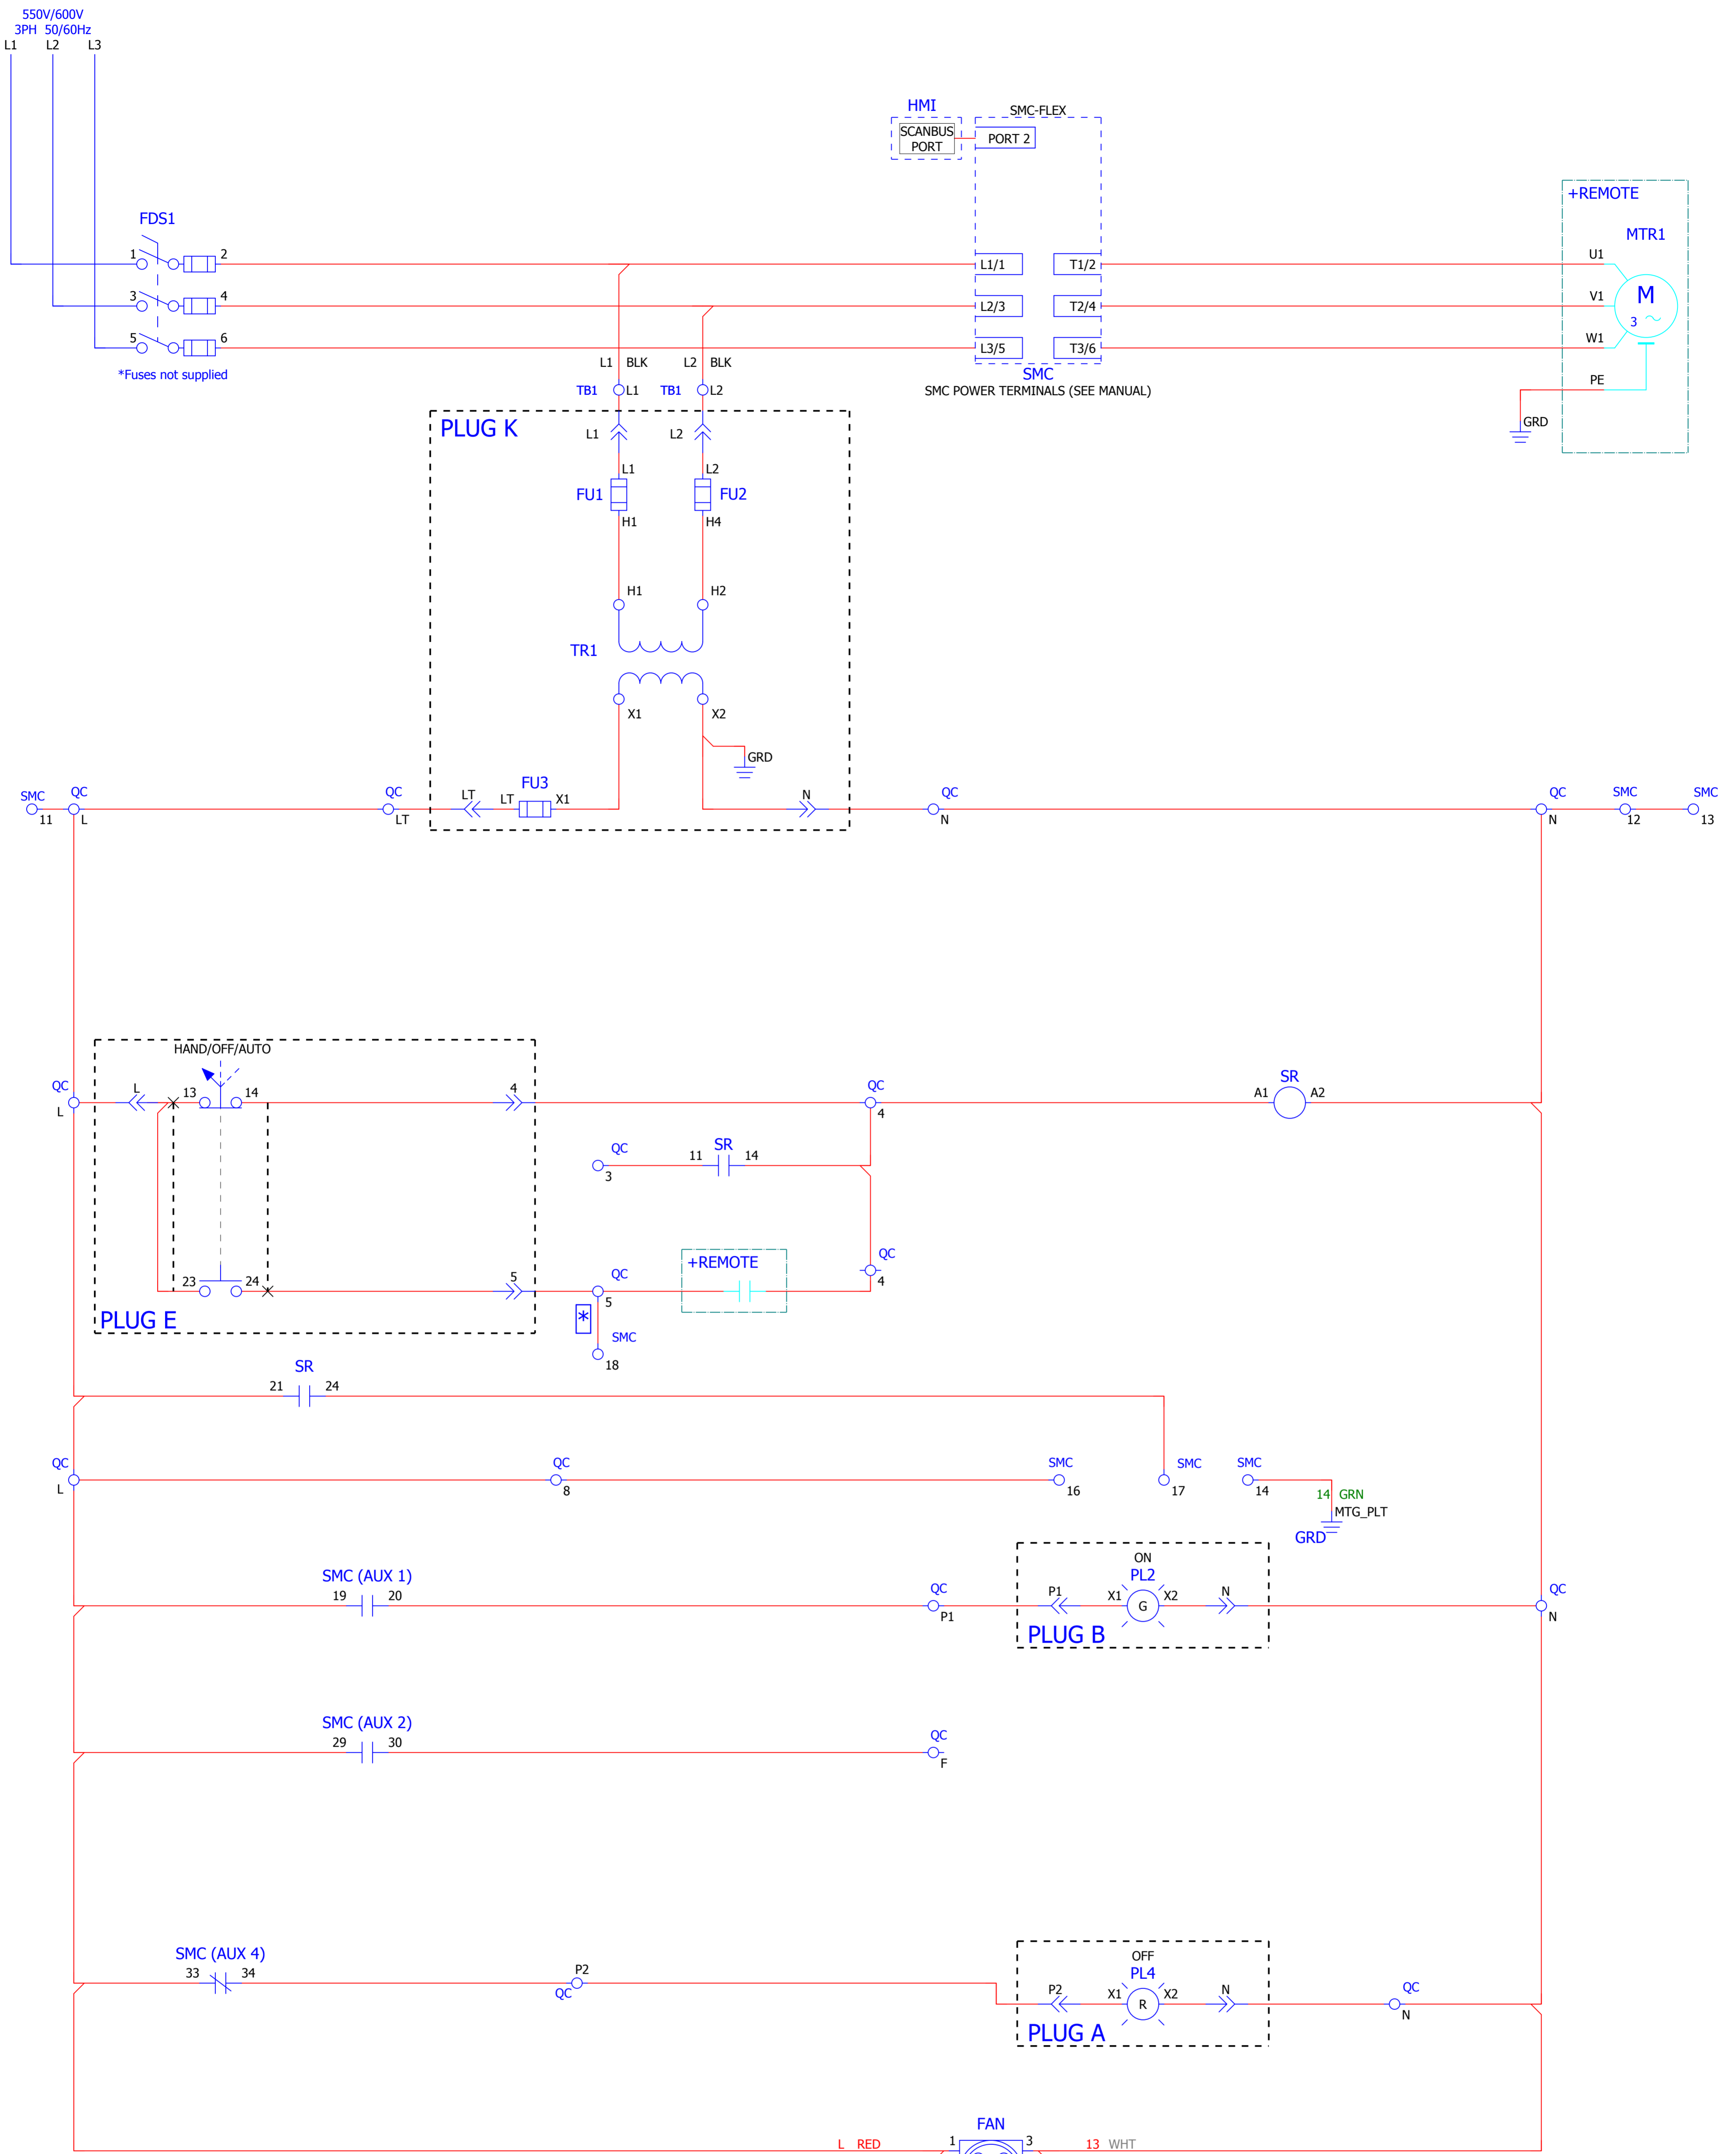 550V/600V
3PH 50/60Hz
L1 L2 L3
HMI
SMC-FLEX
SCANBUS
PORT
PORT 2
+REMOTE
FDS1
MTR1
1 2
L1/1 T1/2
U1
3 4
L2/3 T2/4
V1
M
3
5 6
L3/5 T3/6
W1
*Fuses not supplied
L1 BLK L2 BLK
SMC
SMC POWER TERMINALS (SEE MANUAL)
PE
TB1 L1 TB1 L2
GRD
PLUG K
L1 L2
L1 L2
FU1 FU2
H1 H4
H1 H2
TR1
X1 X2
GRD
SMC QC QC LT LT FU3 X1 N QC QC SMC SMC
11 L LT N N 12 13
HAND/OFF/AUTO
QC L 13 14 4 QC SR
L 4 A1 A2
QC SR
3 11 14
QC
4
+REMOTE
23 24 5 QC
5
PLUG E
*
SMC
18
SR
21 24
QC QC SMC SMC SMC
L 8 16 17 14
14 GRN
MTG_PLT
GRD
ON
SMC (AUX 1) PL2
19 20 QC P1 X1 G X2 N QC
P1 N
PLUG B
SMC (AUX 2)
29 30 QC
F
OFF
SMC (AUX 4) PL4
33 34 P2 P2 X1 R X2 N QC
QC N
PLUG A
FAN
L RED 1 3 13 WHT